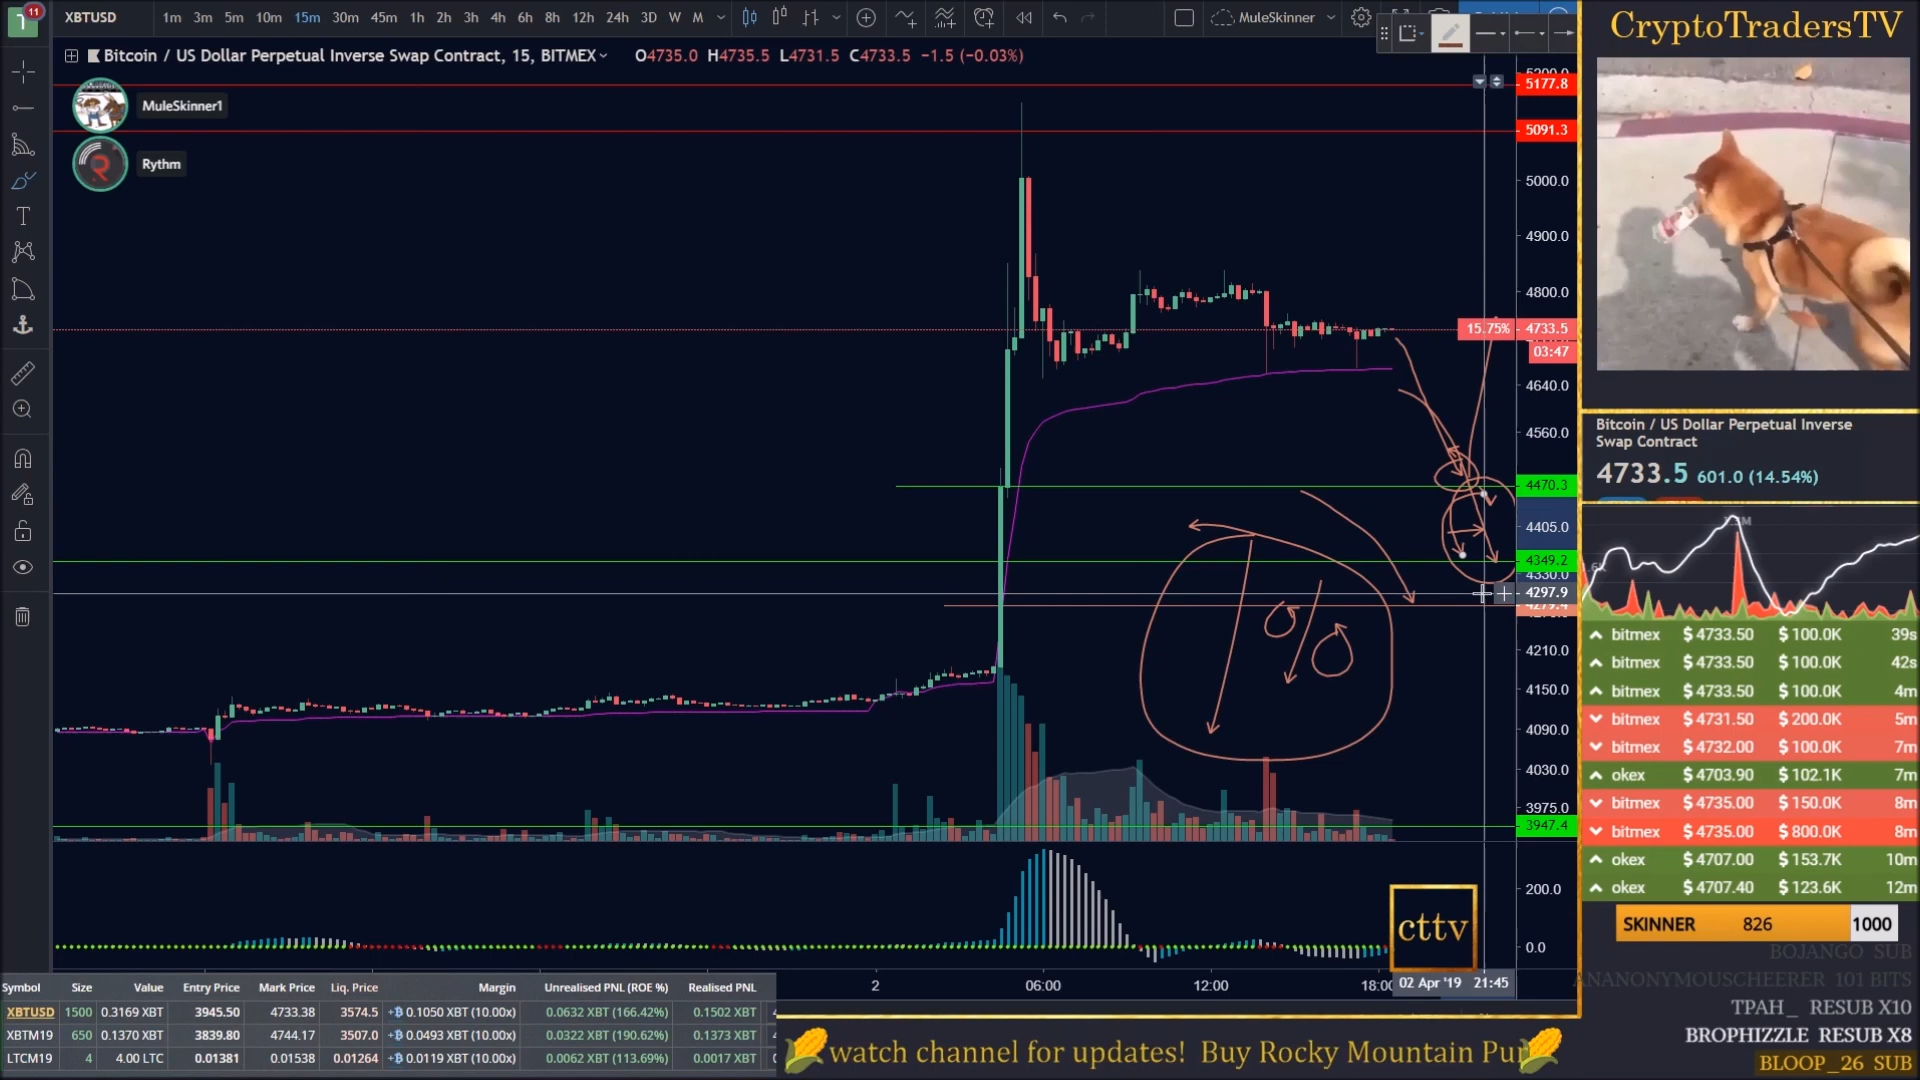 11
XBTUSD 1m 3m 5m 10m 15m 30m 45m 1h 2h 3h 4h 6h 8h 12h 24h 3D W M MuleSkinner
Bitcoin / US Dollar Perpetual Inverse Swap Contract, 15, BITMEX O4735.0 H4735.5 L4731.5 C4733.5 −1.5 (−0.03%)
MuleSkinner1
Rythm
5200.0
5177.8
5091.3
5000.0
4900.0
4800.0
15.75% 4733.5
03:47
4640.0
4560.0
4470.3
4405.0
4349.2
4330.0
4297.9
4279.4
4210.0
4150.0
4090.0
4030.0
3975.0
3947.4
200.0
0.0
%
cttv
2 06:00 12:00 18:00 02 Apr '19 21:45
Symbol Size Value Entry Price Mark Price Liq. Price Margin Unrealised PNL (ROE %) Realised PNL
XBTUSD 1500 0.3169 XBT 3945.50 4733.38 3574.5 0.1050 XBT (10.00x) 0.0632 XBT (166.42%) 0.1502 XBT
XBTM19 650 0.1370 XBT 3839.80 4744.17 3507.0 0.0493 XBT (10.00x) 0.0322 XBT (190.62%) 0.1373 XBT
LTCM19 4 4.00 LTC 0.01381 0.01538 0.01264 0.0119 XBT (10.00x) 0.0062 XBT (113.69%) 0.0017 XBT
watch channel for updates! Buy Rocky Mountain Pu
CryptoTradersTV
Bitcoin / US Dollar Perpetual Inverse
Swap Contract
4733.5 601.0 (14.54%)
bitmex $ 4733.50 $ 100.0K 39s
bitmex $ 4733.50 $ 100.0K 42s
bitmex $ 4733.50 $ 100.0K 4m
bitmex $ 4731.50 $ 200.0K 5m
bitmex $ 4732.00 $ 100.0K 7m
okex $ 4703.90 $ 102.1K 7m
bitmex $ 4735.00 $ 150.0K 8m
bitmex $ 4735.00 $ 800.0K 8m
okex $ 4707.00 $ 153.7K 10m
okex $ 4707.40 $ 123.6K 12m
SKINNER 826 1000
BOJANGO SUB
ANANONYMOUSCHEERER 101 BITS
TPAH_ RESUB X10
BROPHIZZLE RESUB X8
BLOOP_26 SUB